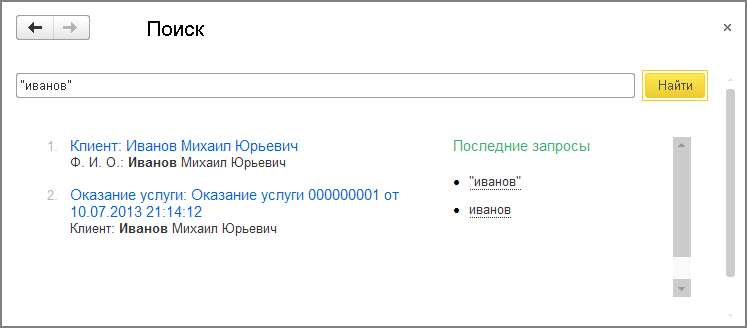 Поиск
"иванов"
Найти
1. Клиент: Иванов Михаил Юрьевич
Ф. И. О.: Иванов Михаил Юрьевич
2. Оказание услуги: Оказание услуги 000000001 от
10.07.2013 21:14:12
Клиент: Иванов Михаил Юрьевич
Последние запросы
"иванов"
иванов